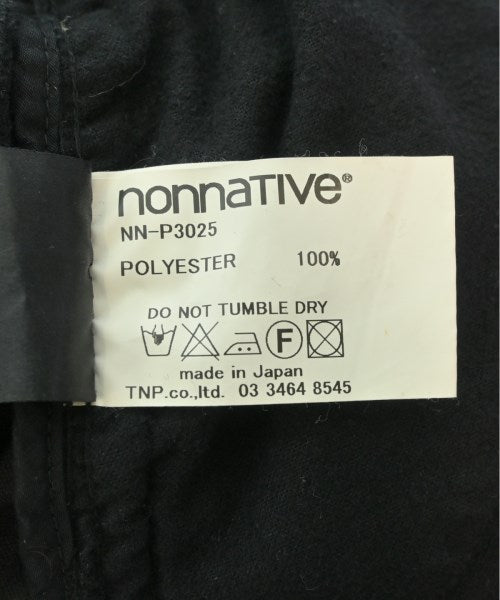 nonnaTIVe®
NN-P3025
POLYESTER 100%
DO NOT TUMBLE DRY
F
made in Japan
TNP.co.,ltd. 03 3464 8545